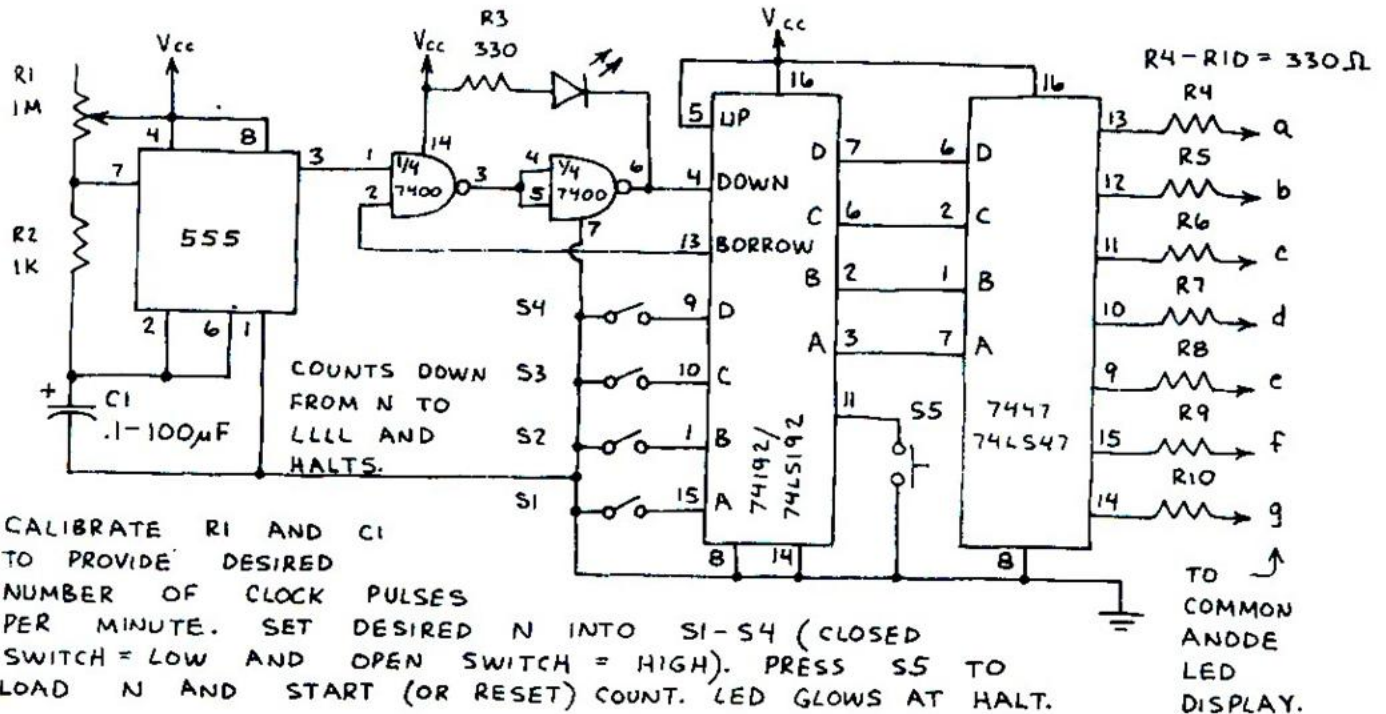 R1
1M
Vcc
4
8
7
3
555
R2
1K
2
6
1
+
C1
.1-100μF
Vcc
R3
330
14
1
2
1/4
7400
3
4
5
1/4
7400
6
7
Vcc
16
5 UP
4 DOWN
13 BORROW
S4 9 D
S3 10 C
S2 1 B
S1 15 A
D 7
C 6
B 2
A 3
11
S5
74192/
74LS192
8
14
16
6 D
2 C
1 B
7 A
7447
74LS47
8
R4-R10 = 330Ω
13 R4 a
12 R5 b
11 R6 c
10 R7 d
9 R8 e
15 R9 f
14 R10 g
TO
COMMON
ANODE
LED
DISPLAY.
COUNTS DOWN
FROM N TO
LLLL AND
HALTS.
CALIBRATE R1 AND C1
TO PROVIDE DESIRED
NUMBER OF CLOCK PULSES
PER MINUTE. SET DESIRED N INTO S1-S4 (CLOSED
SWITCH = LOW AND OPEN SWITCH = HIGH). PRESS S5 TO
LOAD N AND START (OR RESET) COUNT. LED GLOWS AT HALT.